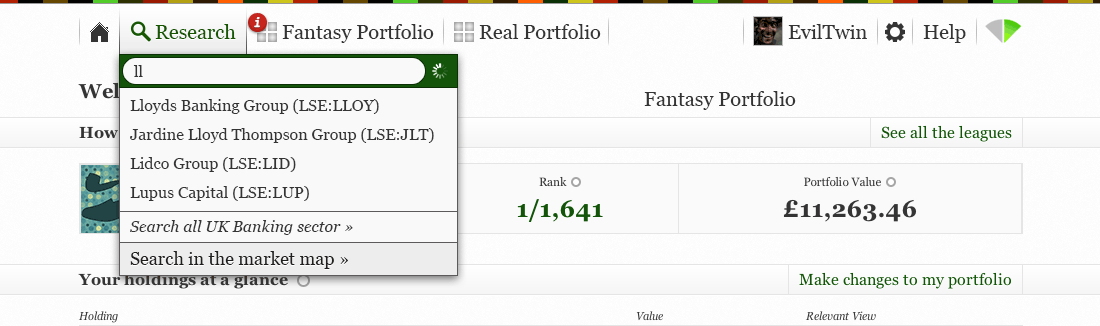 Research
i
Fantasy Portfolio
Real Portfolio
EvilTwin
Help
ll
Wel
Fantasy Portfolio
Lloyds Banking Group (LSE:LLOY)
How
See all the leagues
Jardine Lloyd Thompson Group (LSE:JLT)
Lidco Group (LSE:LID)
Lupus Capital (LSE:LUP)
Rank
Portfolio Value
1/1,641
£11,263.46
Search all UK Banking sector »
Search in the market map »
Your holdings at a glance
Make changes to my portfolio
Holding
Value
Relevant View